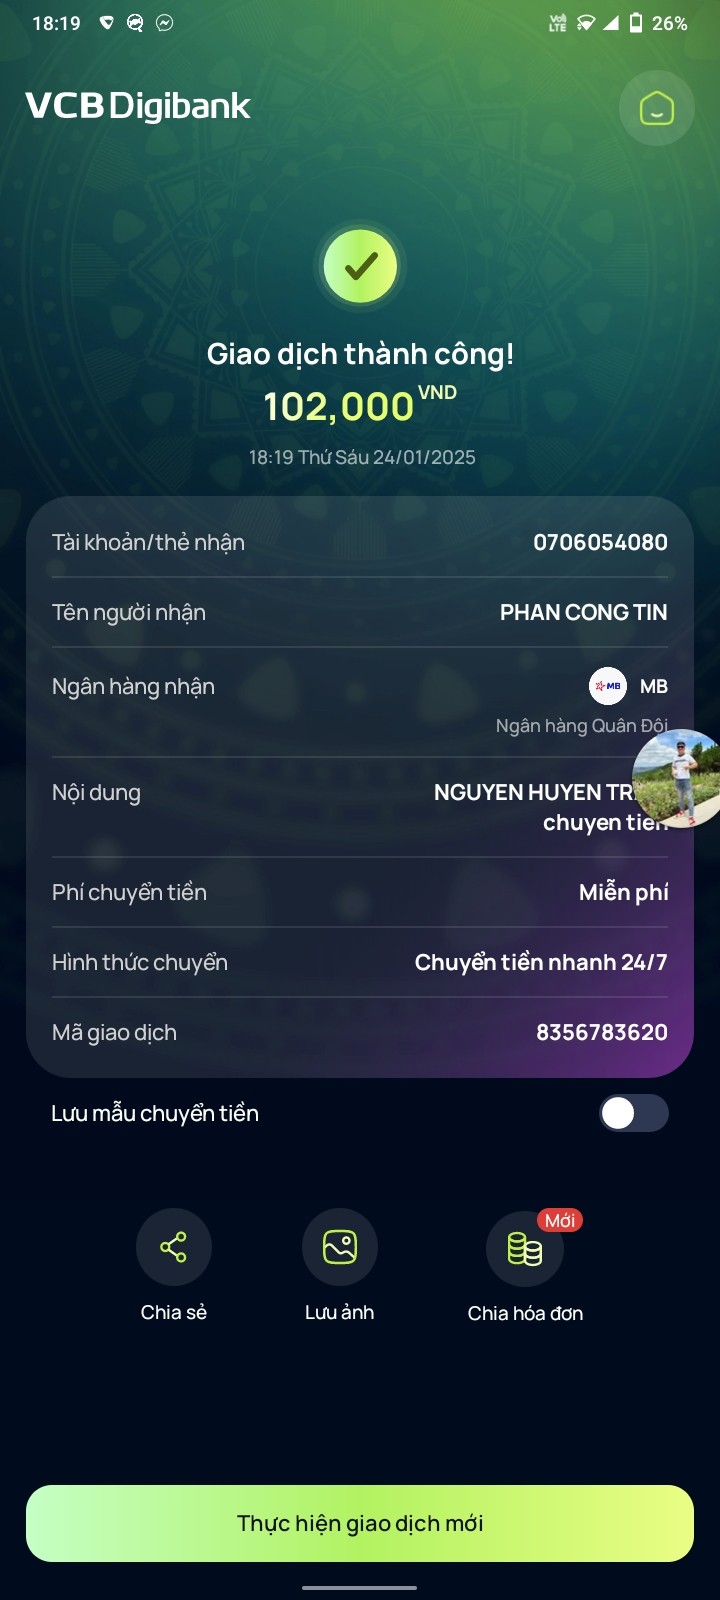 18:19
Vo)) LTE
26%
VCB Digibank
Giao dịch thành công!
102,000 VND
18:19 Thứ Sáu 24/01/2025
Tài khoản/thẻ nhận 0706054080
Tên người nhận PHAN CONG TIN
Ngân hàng nhận MB MB
Ngân hàng Quân Đội
Nội dung NGUYEN HUYEN
chuyen tien
Phí chuyển tiền Miễn phí
Hình thức chuyển Chuyển tiền nhanh 24/7
Mã giao dịch 8356783620
Lưu mẫu chuyển tiền
Mới
Chia sẻ Lưu ảnh Chia hóa đơn
Thực hiện giao dịch mới